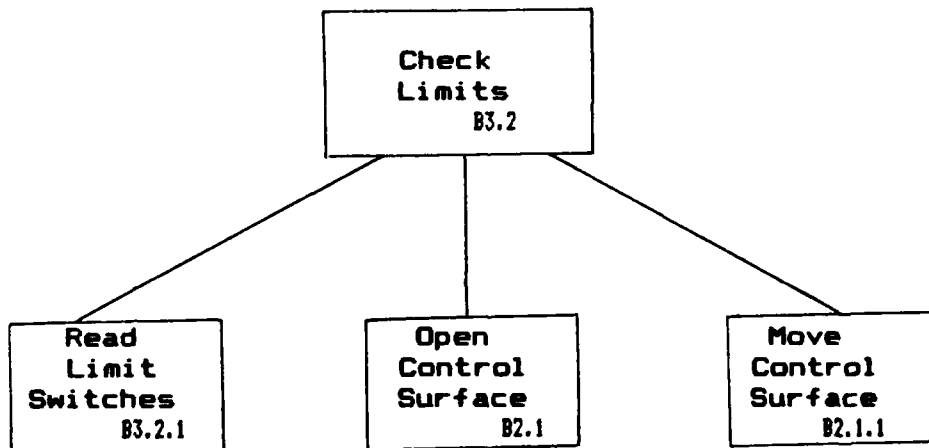 Check
Limits
B3.2
Read
Limit
Switches
B3.2.1
Open
Control
Surface
B2.1
Move
Control
Surface
B2.1.1